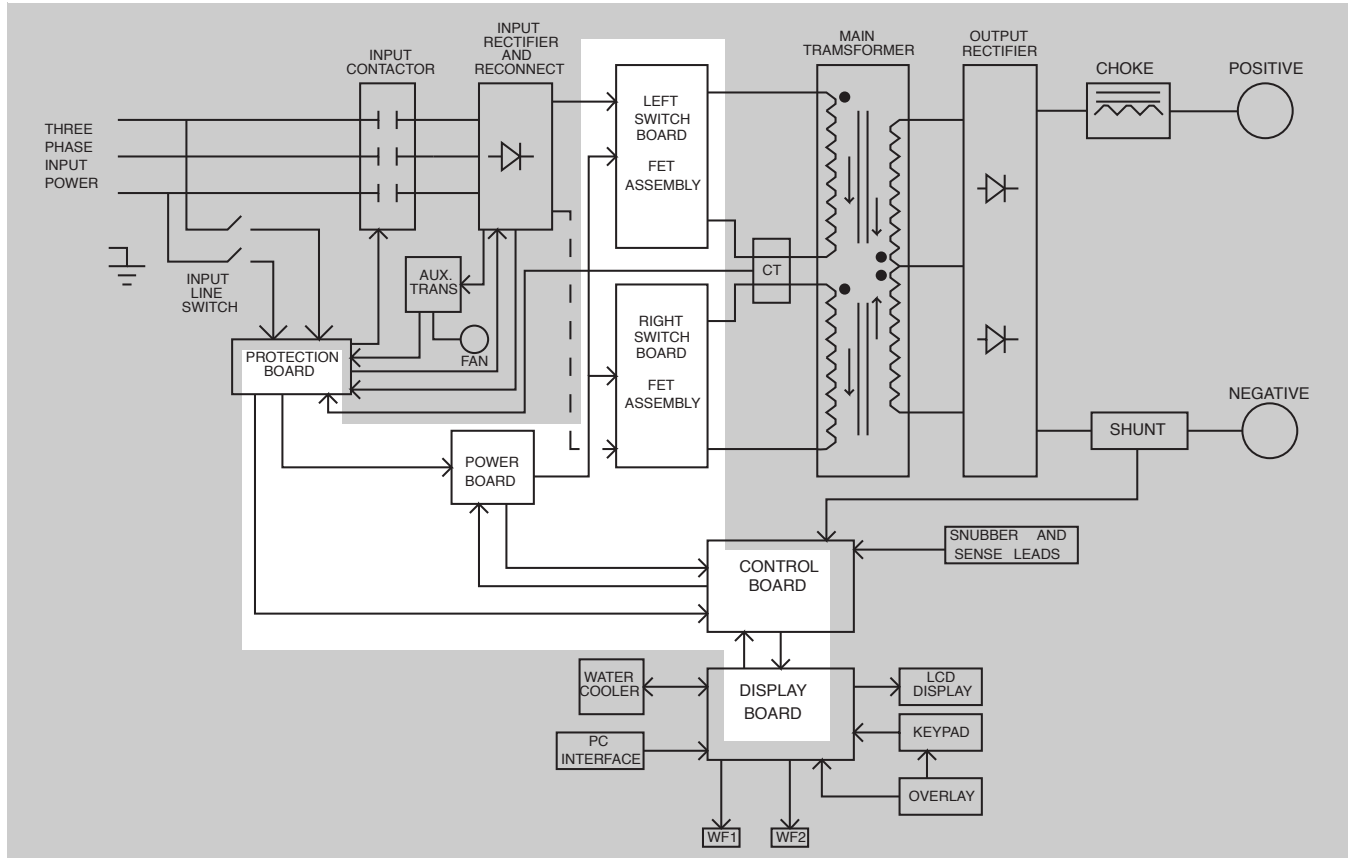 INPUT
RECTIFIER
AND
RECONNECT
INPUT
CONTACTOR
MAIN
TRAMSFORMER
OUTPUT
RECTIFIER
CHOKE
POSITIVE
THREE
PHASE
INPUT
POWER
LEFT
SWITCH
BOARD
FET
ASSEMBLY
CT
AUX.
TRANS
INPUT
LINE
SWITCH
FAN
PROTECTION
BOARD
RIGHT
SWITCH
BOARD
FET
ASSEMBLY
NEGATIVE
SHUNT
POWER
BOARD
SNUBBER AND
SENSE LEADS
CONTROL
BOARD
WATER
COOLER
DISPLAY
BOARD
LCD
DISPLAY
KEYPAD
PC
INTERFACE
OVERLAY
WF1
WF2